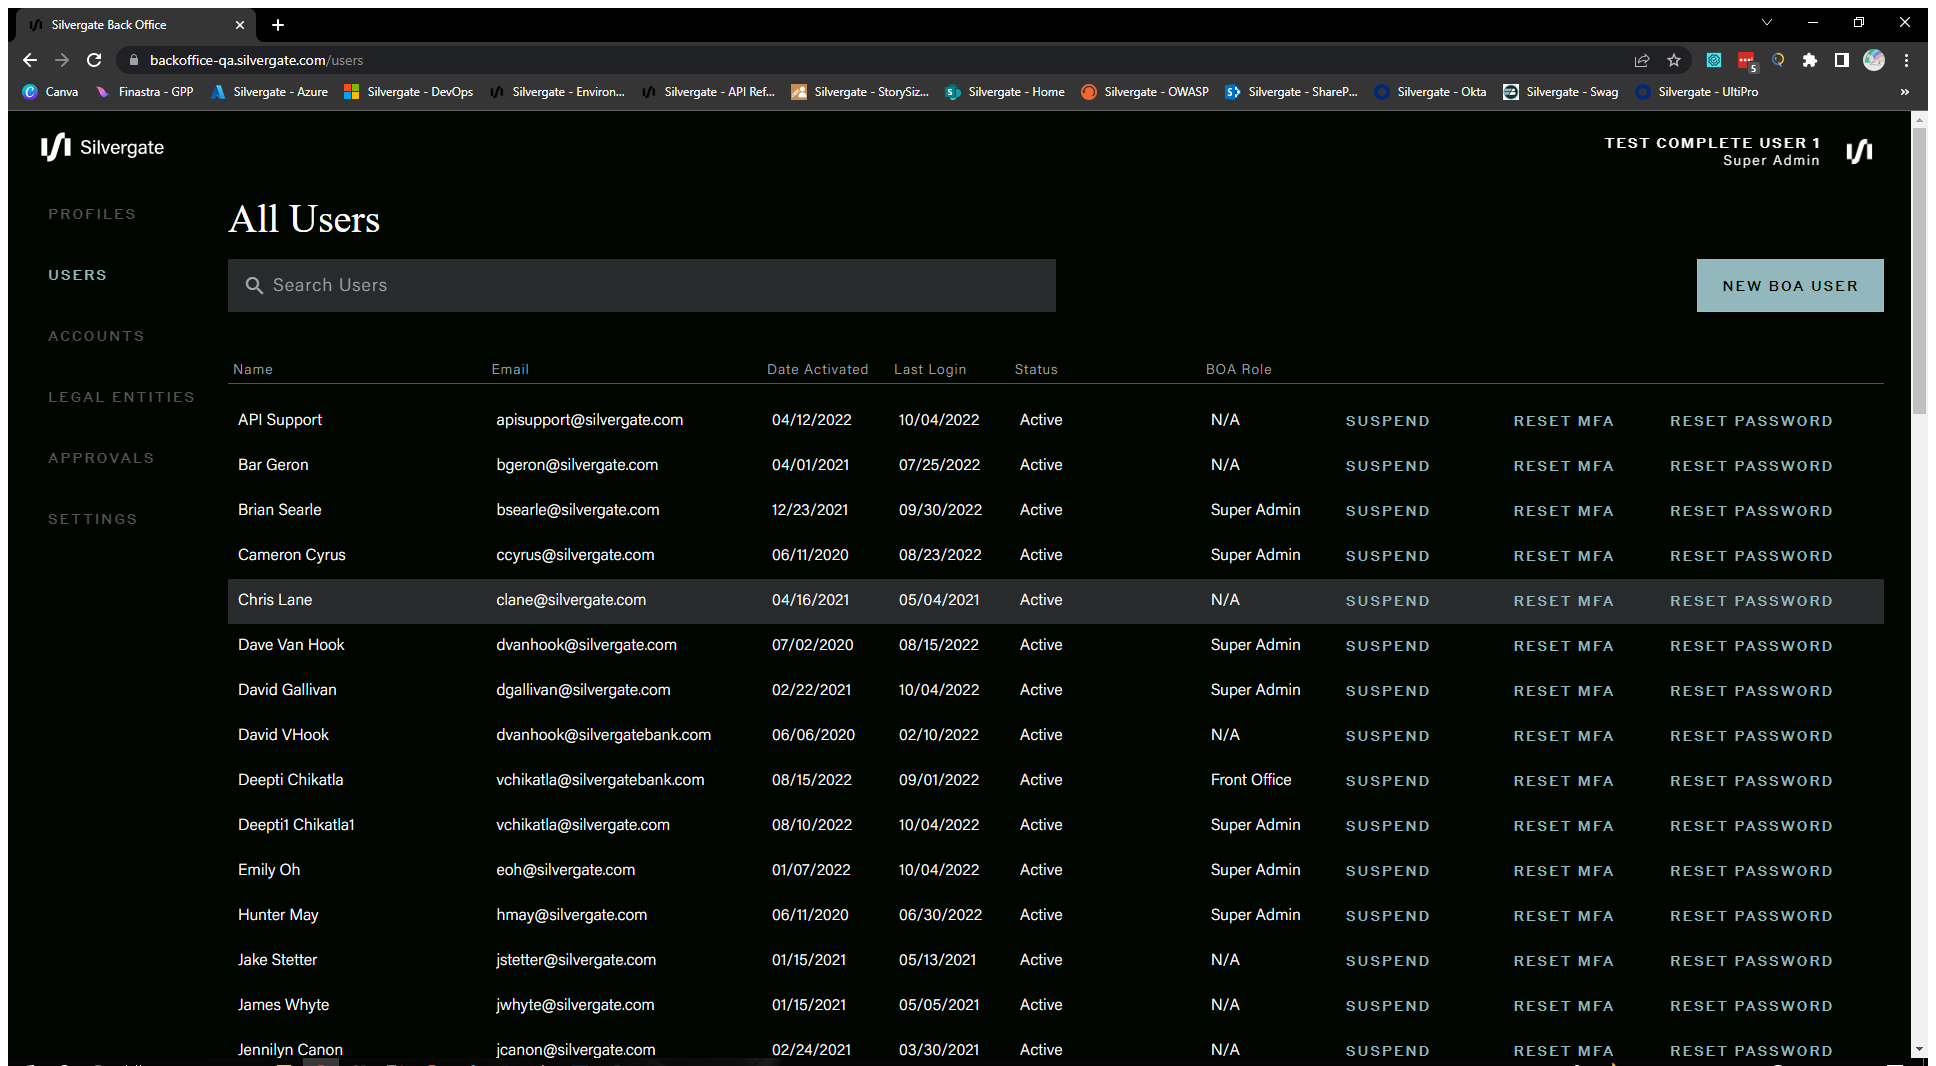 Silvergate Back Office
backoffice-qa.silvergate.com/users
5
Canva Finastra - GPP Silvergate - Azure Silvergate - DevOps Silvergate - Environ... Silvergate - API Ref... Silvergate - StorySiz... Silvergate - Home Silvergate - OWASP Silvergate - ShareP... Silvergate - Okta Silvergate - Swag Silvergate - UltiPro
Silvergate
TEST COMPLETE USER 1
Super Admin
PROFILES
USERS
ACCOUNTS
LEGAL ENTITIES
APPROVALS
SETTINGS
All Users
Search Users
NEW BOA USER
Name Email Date Activated Last Login Status BOA Role
API Support apisupport@silvergate.com 04/12/2022 10/04/2022 Active N/A SUSPEND RESET MFA RESET PASSWORD
Bar Geron bgeron@silvergate.com 04/01/2021 07/25/2022 Active N/A SUSPEND RESET MFA RESET PASSWORD
Brian Searle bsearle@silvergate.com 12/23/2021 09/30/2022 Active Super Admin SUSPEND RESET MFA RESET PASSWORD
Cameron Cyrus ccyrus@silvergate.com 06/11/2020 08/23/2022 Active Super Admin SUSPEND RESET MFA RESET PASSWORD
Chris Lane clane@silvergate.com 04/16/2021 05/04/2021 Active N/A SUSPEND RESET MFA RESET PASSWORD
Dave Van Hook dvanhook@silvergate.com 07/02/2020 08/15/2022 Active Super Admin SUSPEND RESET MFA RESET PASSWORD
David Gallivan dgallivan@silvergate.com 02/22/2021 10/04/2022 Active Super Admin SUSPEND RESET MFA RESET PASSWORD
David VHook dvanhook@silvergatebank.com 06/06/2020 02/10/2022 Active N/A SUSPEND RESET MFA RESET PASSWORD
Deepti Chikatla vchikatla@silvergatebank.com 08/15/2022 09/01/2022 Active Front Office SUSPEND RESET MFA RESET PASSWORD
Deepti1 Chikatla1 vchikatla@silvergate.com 08/10/2022 10/04/2022 Active Super Admin SUSPEND RESET MFA RESET PASSWORD
Emily Oh eoh@silvergate.com 01/07/2022 10/04/2022 Active Super Admin SUSPEND RESET MFA RESET PASSWORD
Hunter May hmay@silvergate.com 06/11/2020 06/30/2022 Active Super Admin SUSPEND RESET MFA RESET PASSWORD
Jake Stetter jstetter@silvergate.com 01/15/2021 05/13/2021 Active N/A SUSPEND RESET MFA RESET PASSWORD
James Whyte jwhyte@silvergate.com 01/15/2021 05/05/2021 Active N/A SUSPEND RESET MFA RESET PASSWORD
Jennilyn Canon jcanon@silvergate.com 02/24/2021 03/30/2021 Active N/A SUSPEND RESET MFA RESET PASSWORD